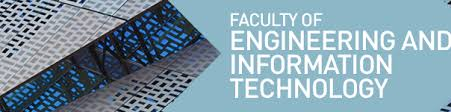 FACULTY OF
ENGINEERING AND
INFORMATION
TECHNOLOGY